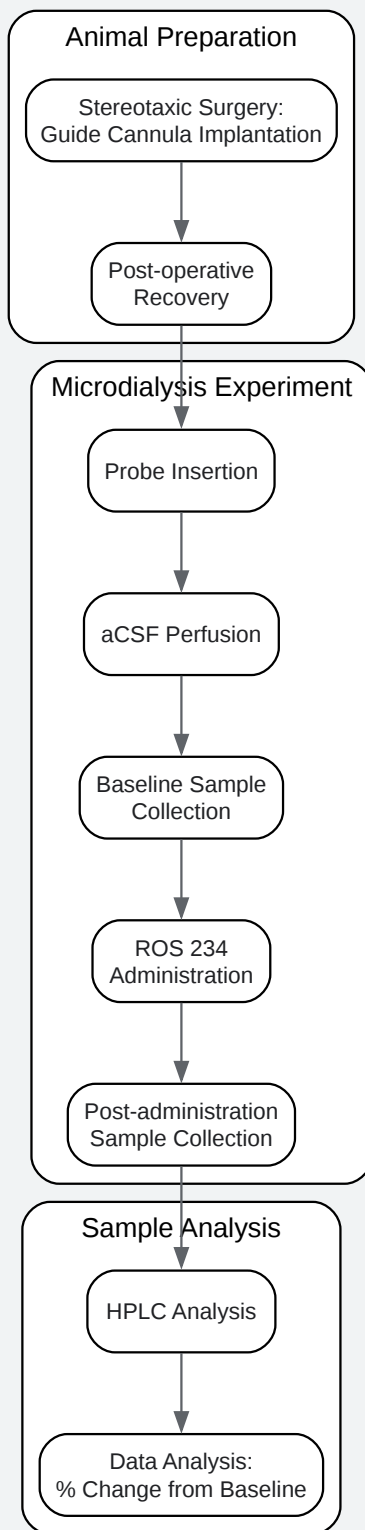 Animal Preparation
Stereotaxic Surgery:
Guide Cannula Implantation
Post-operative
Recovery
Microdialysis Experiment
Probe Insertion
aCSF Perfusion
Baseline Sample
Collection
ROS 234
Administration
Post-administration
Sample Collection
Sample Analysis
HPLC Analysis
Data Analysis:
% Change from Baseline